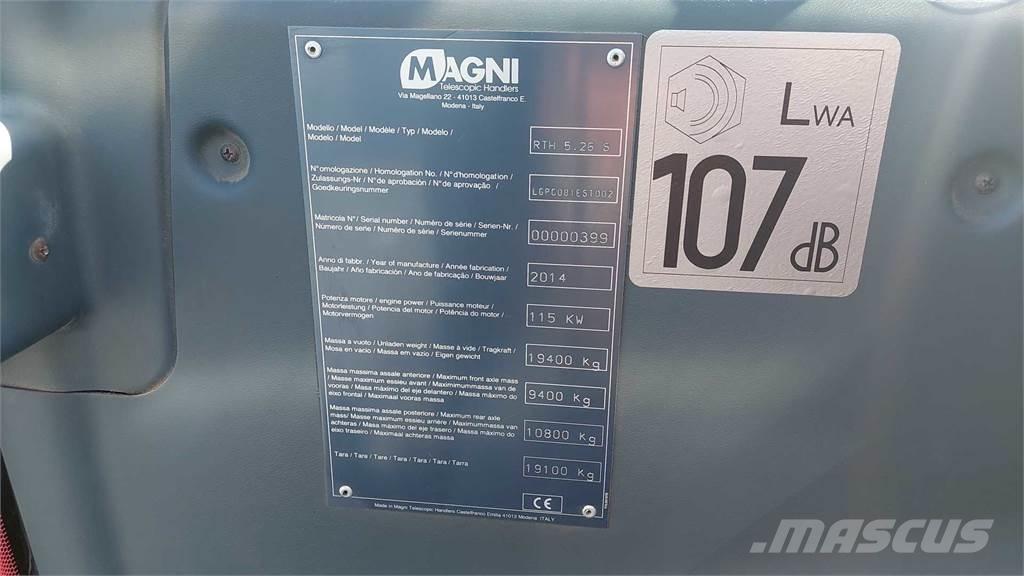 MAGNI
Telescopic Handlers
Via Magellano 22 - 41013 Castelfranco E.
Modena - Italy
Modello / Model / Modèle / Typ / Modelo /
Modelo / Model
RTH 5.26 S
N°omologazione / Homologation No. / N°d'homologation /
Zulassungs-Nr / N°de aprobación / N°de aprovação /
Goedkeuringsnummer
LGPG081EST002
Matricola N°/ Serial number / Numéro de série / Serien-Nr. /
Número de serie / Numéro de série / Serienummer
00000399
Anno di fabbr. / Year of manufacture / Année fabrication /
Baujahr / Año fabricación / Ano de fabricação / Bouwjaar
2014
Potenza motore / engine power / Puissance moteur /
Motorleistung / Potencia del motor / Potência do motor /
Motorvermogen
115 KW
Massa a vuoto / Unladen weight / Masse à vide / Tragkraft /
Mosa en vacio / Massa em vazio / Eigen gewicht
19400 Kg
Massa massima assale anteriore / Maximum front axle mass
/ Masse maximum essieu avant / Maximimummassa van de
vooras / Masa máximo del eje delantero / Massa máximo do
eixo frontal / Maximaal vooras massa
9400 Kg
Massa massima assale posteriore / Maximum rear axle
mass/ Masse maximum essieu arrière / Maximummassa van
achteras / Masa máximo del eje trasero / Massa máximo do
eixo traseiro / Maximaal achteras massa
10800 Kg
Tara / Tara / Tare / Tara / Tara / Tara / Tarra
19100 Kg
CE
Made in Magni Telescopic Handlers Castelfranco Emilia 41013 Modena ITALY
LWA
107
dB
MASCUS